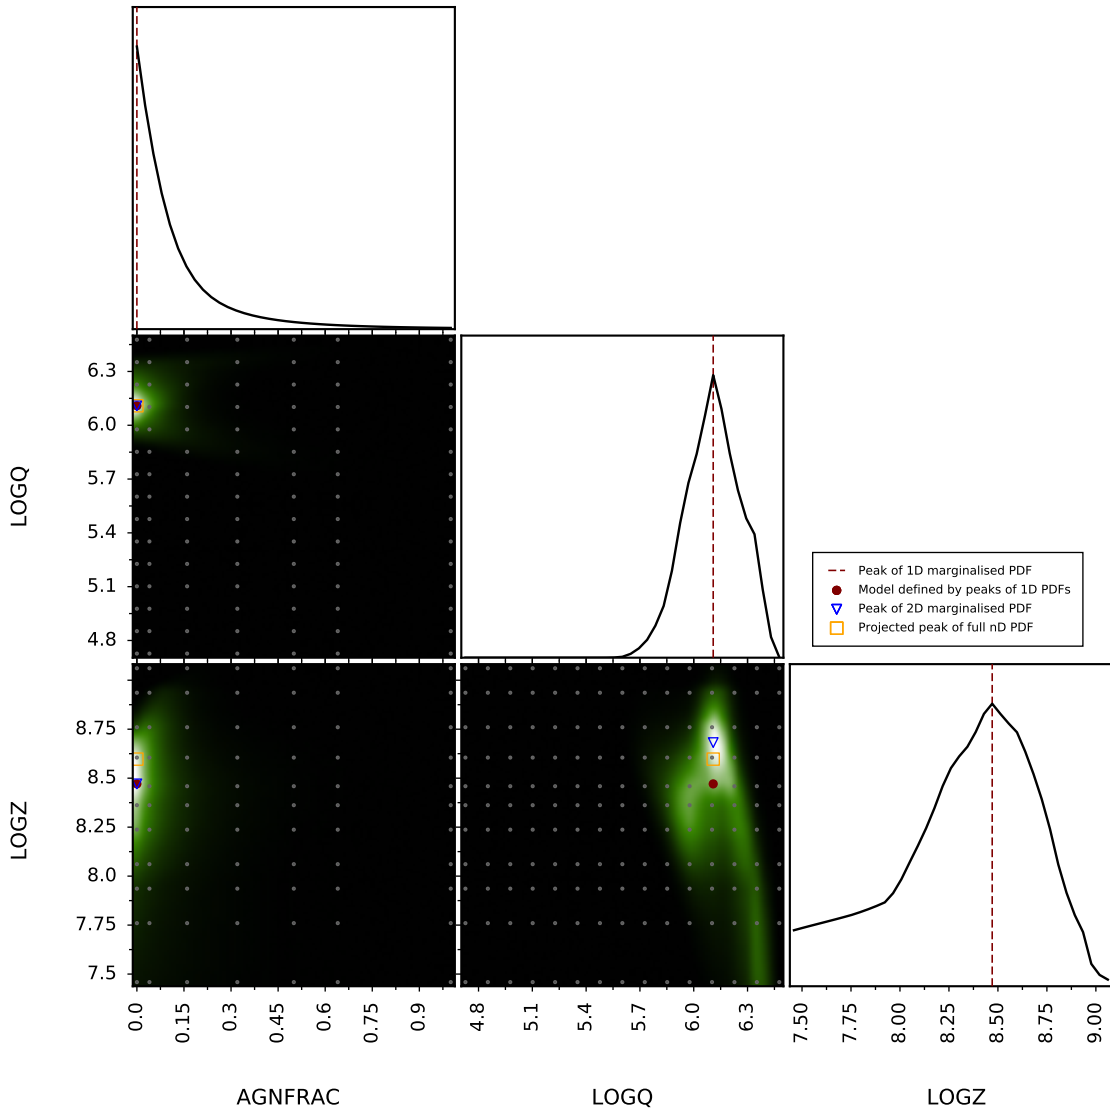 6.3
6.0
5.7
5.4
5.1
4.8
LOGQ
Peak of 1D marginalised PDF
Model defined by peaks of 1D PDFs
Peak of 2D marginalised PDF
Projected peak of full nD PDF
8.75
8.5
8.25
8.0
7.75
7.5
LOGZ
0.0 0.15 0.3 0.45 0.6 0.75 0.9
4.8 5.1 5.4 5.7 6.0 6.3
7.50 7.75 8.00 8.25 8.50 8.75 9.00
AGNFRAC
LOGQ
LOGZ